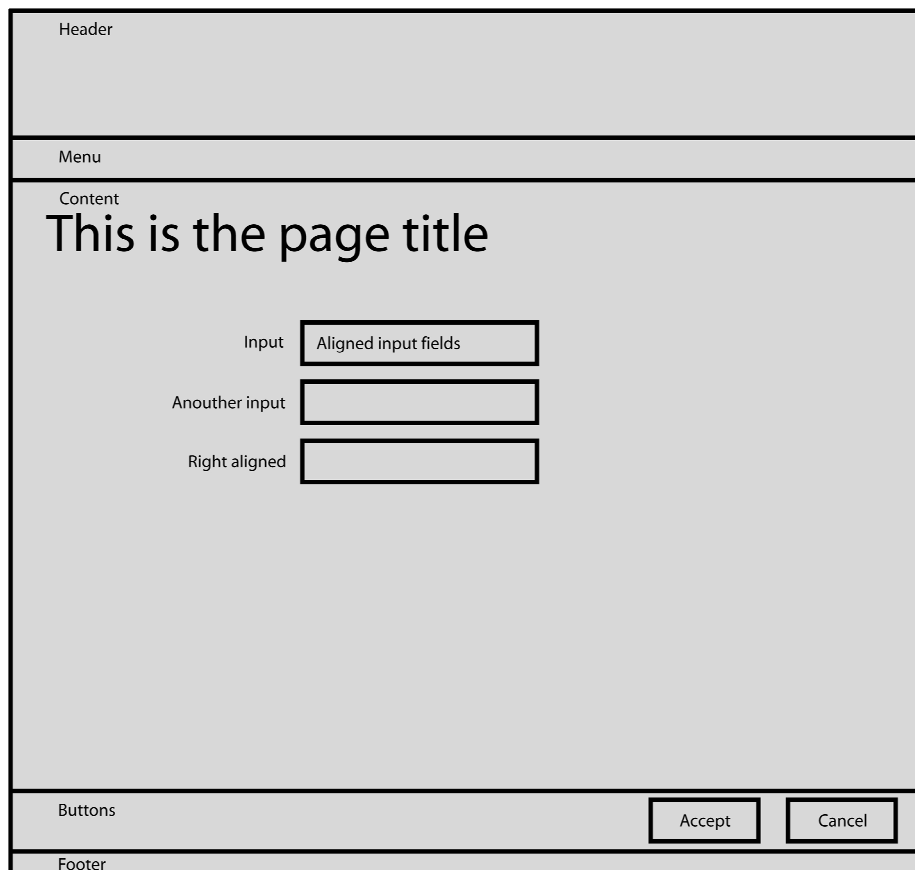 Header
Menu
Content
This is the page title
Input
Aligned input fields
Anouther input
Right aligned
Buttons
Accept
Cancel
Footer